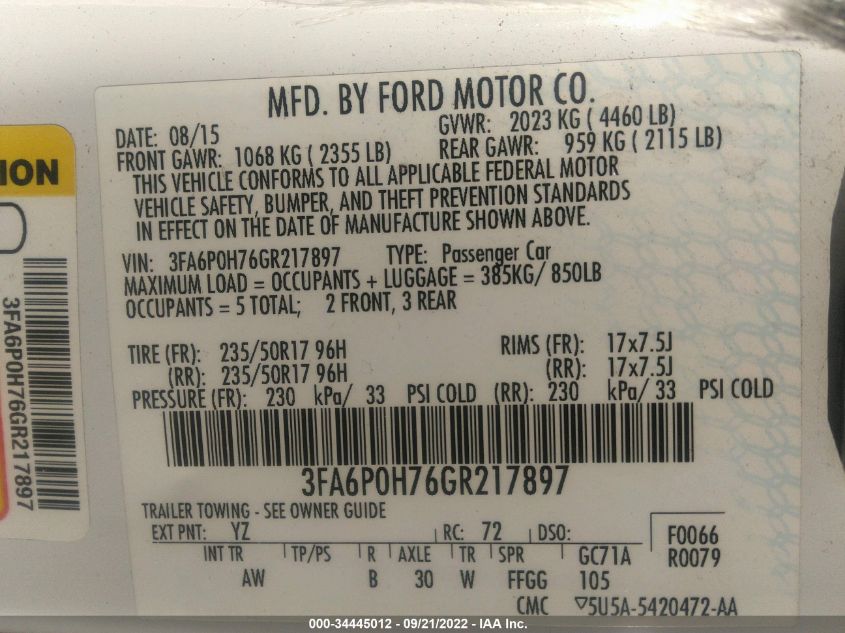 MFD. BY FORD MOTOR CO.
DATE: 08/15 GVWR: 2023 KG ( 4460 LB)
FRONT GAWR: 1068 KG ( 2355 LB) REAR GAWR: 959 KG ( 2115 LB)
THIS VEHICLE CONFORMS TO ALL APPLICABLE FEDERAL MOTOR
VEHICLE SAFETY, BUMPER, AND THEFT PREVENTION STANDARDS
IN EFFECT ON THE DATE OF MANUFACTURE SHOWN ABOVE.
VIN: 3FA6P0H76GR217897 TYPE: Passenger Car
MAXIMUM LOAD = OCCUPANTS + LUGGAGE = 385KG/ 850LB
OCCUPANTS = 5 TOTAL; 2 FRONT, 3 REAR
TIRE (FR): 235/50R17 96H RIMS (FR): 17x7.5J
(RR): 235/50R17 96H (RR): 17x7.5J
PRESSURE (FR): 230 kPa/ 33 PSI COLD (RR): 230 kPa/ 33 PSI COLD
3FA6P0H76GR217897
TRAILER TOWING - SEE OWNER GUIDE
EXT PNT: YZ RC: 72 DSO: F0066
INT TR TP/PS R AXLE TR SPR GC71A R0079
AW B 30 W FFGG 105
CMC ▽5U5A-5420472-AA
ION
3FA6P0H76GR217897
000-34445012 - 09/21/2022 - IAA Inc.